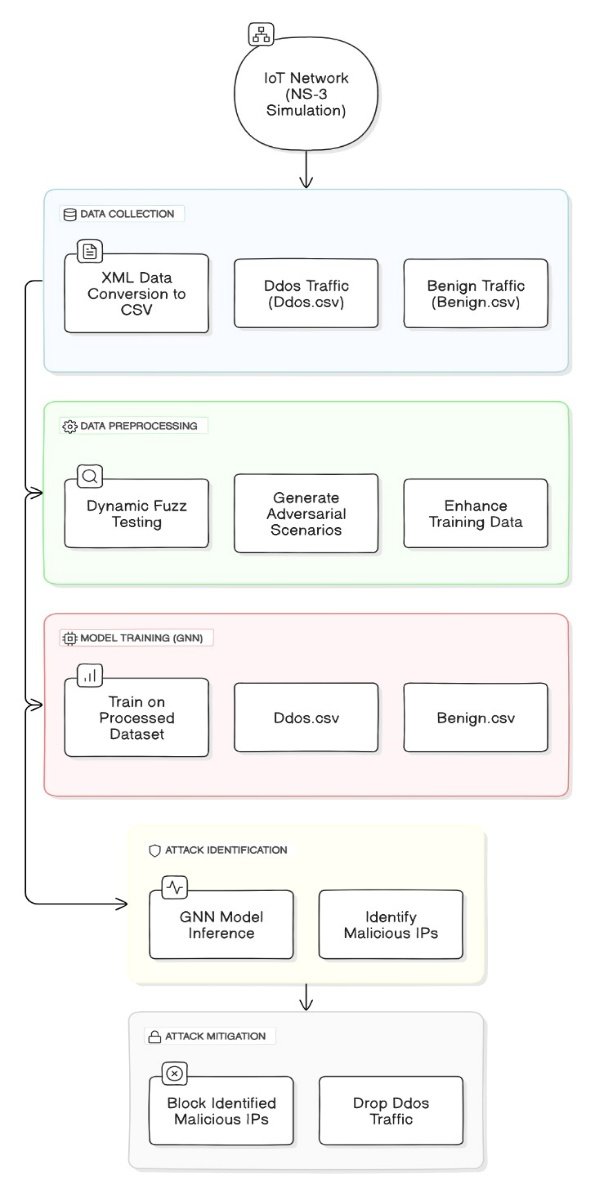 IoT Network
(NS-3
Simulation)
DATA COLLECTION
XML Data
Conversion to
CSV
Ddos Traffic
(Ddos.csv)
Benign Traffic
(Benign.csv)
DATA PREPROCESSING
Dynamic Fuzz
Testing
Generate
Adversarial
Scenarios
Enhance
Training Data
MODEL TRAINING (GNN)
Train on
Processed
Dataset
Ddos.csv
Benign.csv
ATTACK IDENTIFICATION
GNN Model
Inference
Identify
Malicious IPs
ATTACK MITIGATION
Block Identified
Malicious IPs
Drop Ddos
Traffic